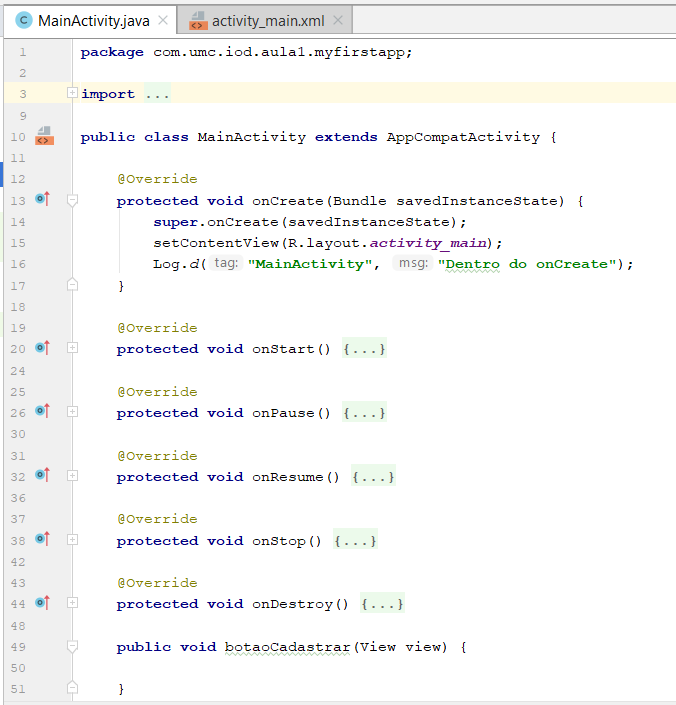 MainActivity.java × activity_main.xml ×
1 package com.umc.iod.aula1.myfirstapp;
2
3 import ...
9
10 public class MainActivity extends AppCompatActivity {
11
12 @Override
13 protected void onCreate(Bundle savedInstanceState) {
14 super.onCreate(savedInstanceState);
15 setContentView(R.layout.activity_main);
16 Log.d( tag: "MainActivity", msg: "Dentro do onCreate");
17 }
18
19 @Override
20 protected void onStart() {...}
24
25 @Override
26 protected void onPause() {...}
30
31 @Override
32 protected void onResume() {...}
36
37 @Override
38 protected void onStop() {...}
42
43 @Override
44 protected void onDestroy() {...}
48
49 public void botaoCadastrar(View view) {
50
51 }